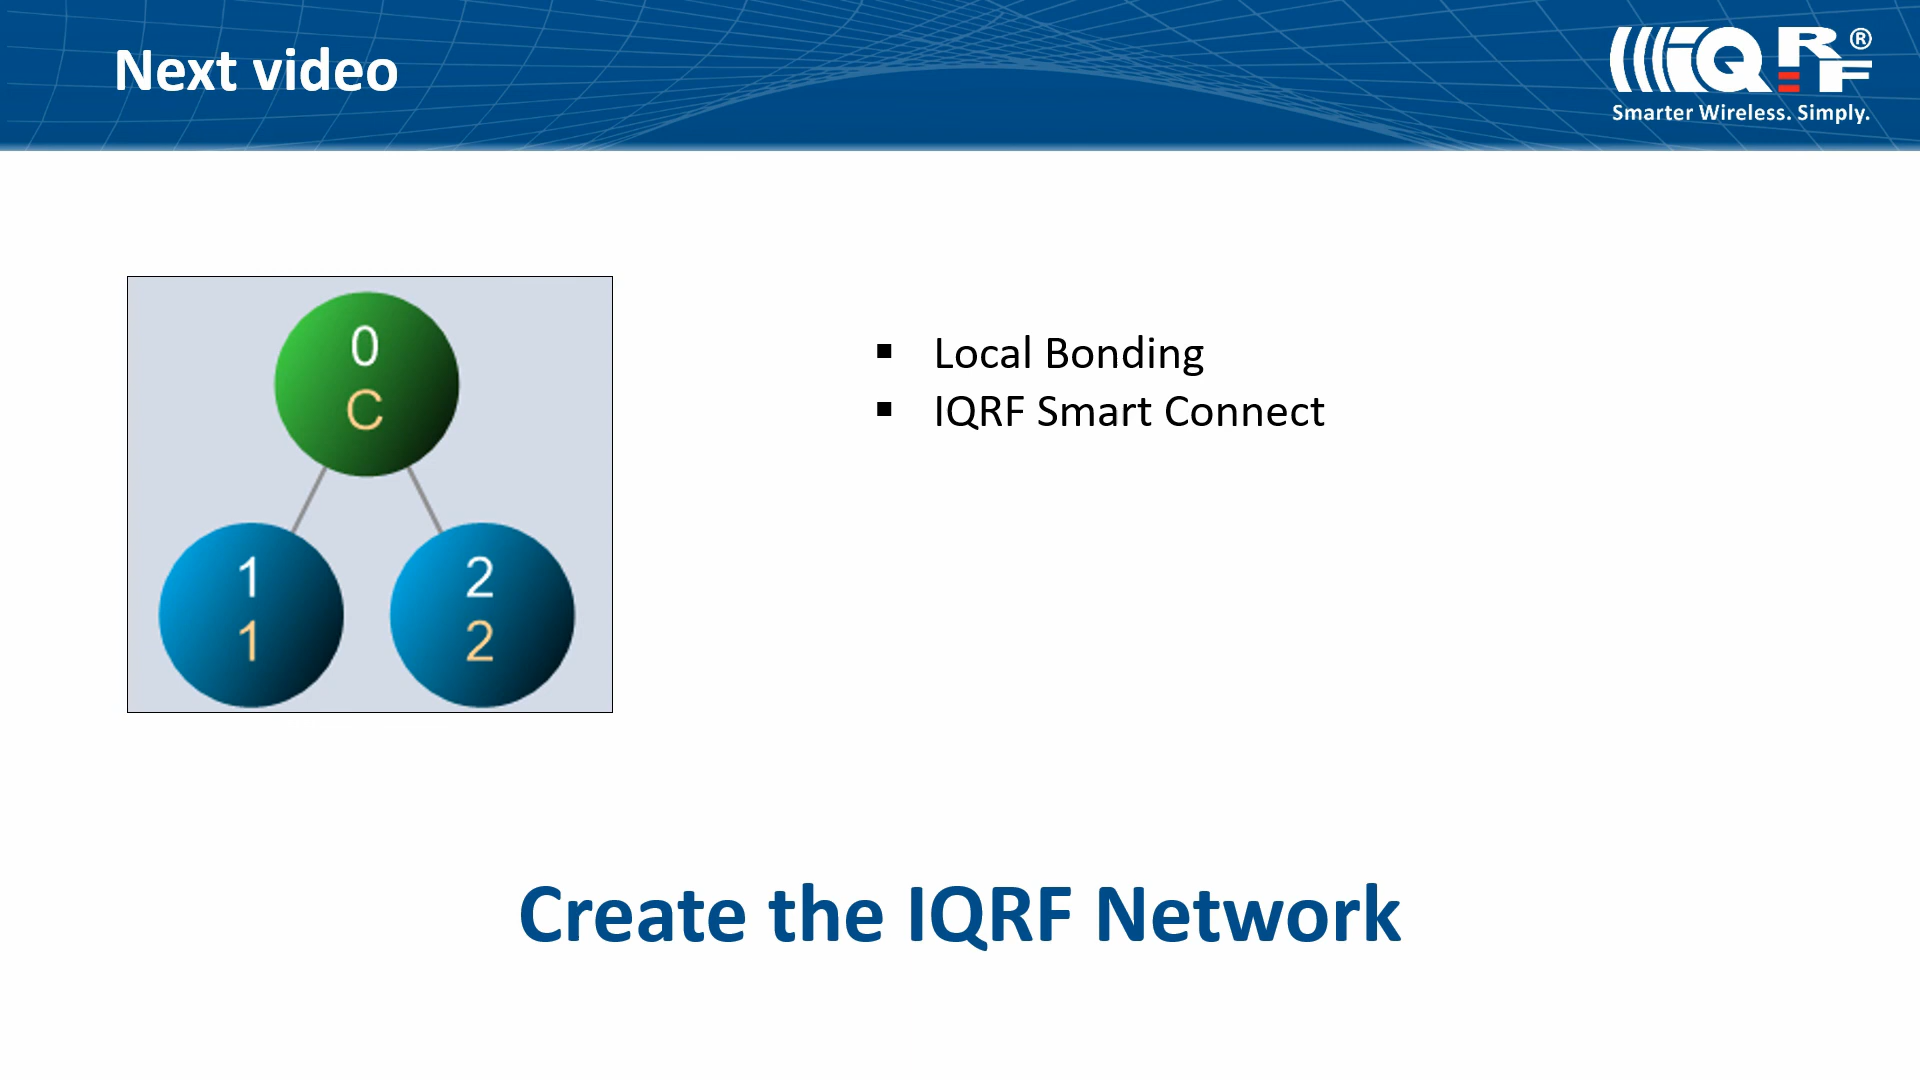 Next video
IQRF®
Smarter Wireless. Simply.
0
C
1
1
2
2
▪ Local Bonding
▪ IQRF Smart Connect
Create the IQRF Network